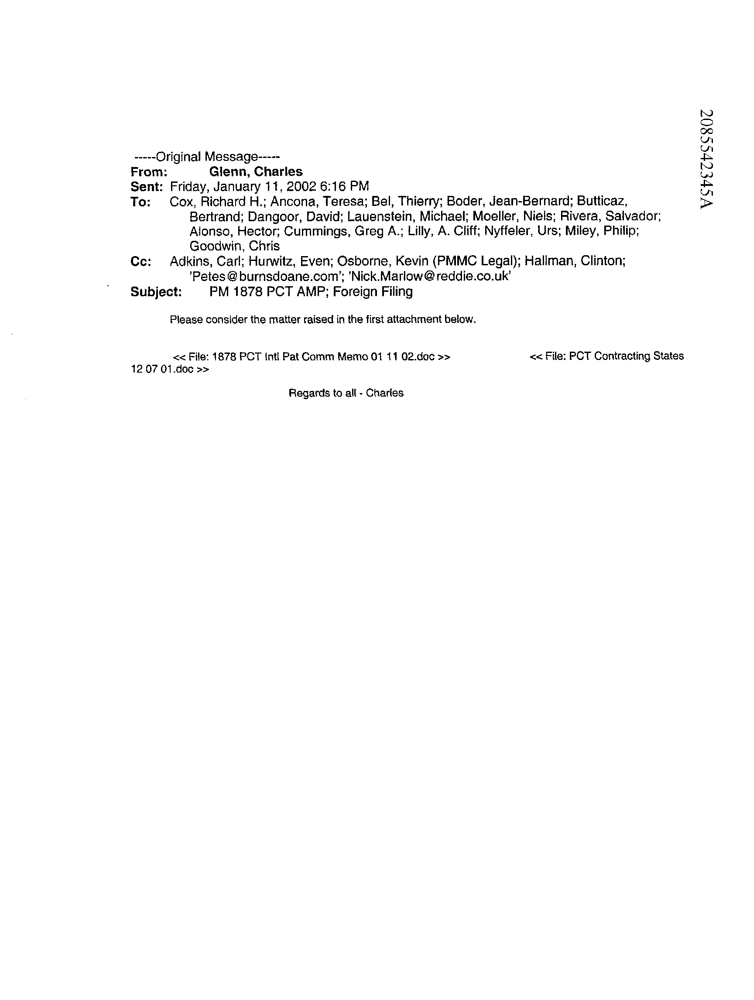 2085542345A
-----Original Message-----
From: Glenn, Charles
Sent: Friday, January 11, 2002 6:16 PM
To: Cox, Richard H.; Ancona, Teresa; Bel, Thierry; Boder, Jean-Bernard; Butticaz,
Bertrand; Dangoor, David; Lauenstein, Michael; Moeller, Niels; Rivera, Salvador;
Alonso, Hector; Cummings, Greg A.; Lilly, A. Cliff; Nyffeler, Urs; Miley, Philip;
Goodwin, Chris
Cc: Adkins, Carl; Hurwitz, Even; Osborne, Kevin (PMMC Legal); Hallman, Clinton;
'Petes@burnsdoane.com'; 'Nick.Marlow@reddie.co.uk'
Subject: PM 1878 PCT AMP; Foreign Filing
Please consider the matter raised in the first attachment below.
<< File: 1878 PCT Intl Pat Comm Memo 01 11 02.doc >> << File: PCT Contracting States
12 07 01.doc >>
Regards to all - Charles